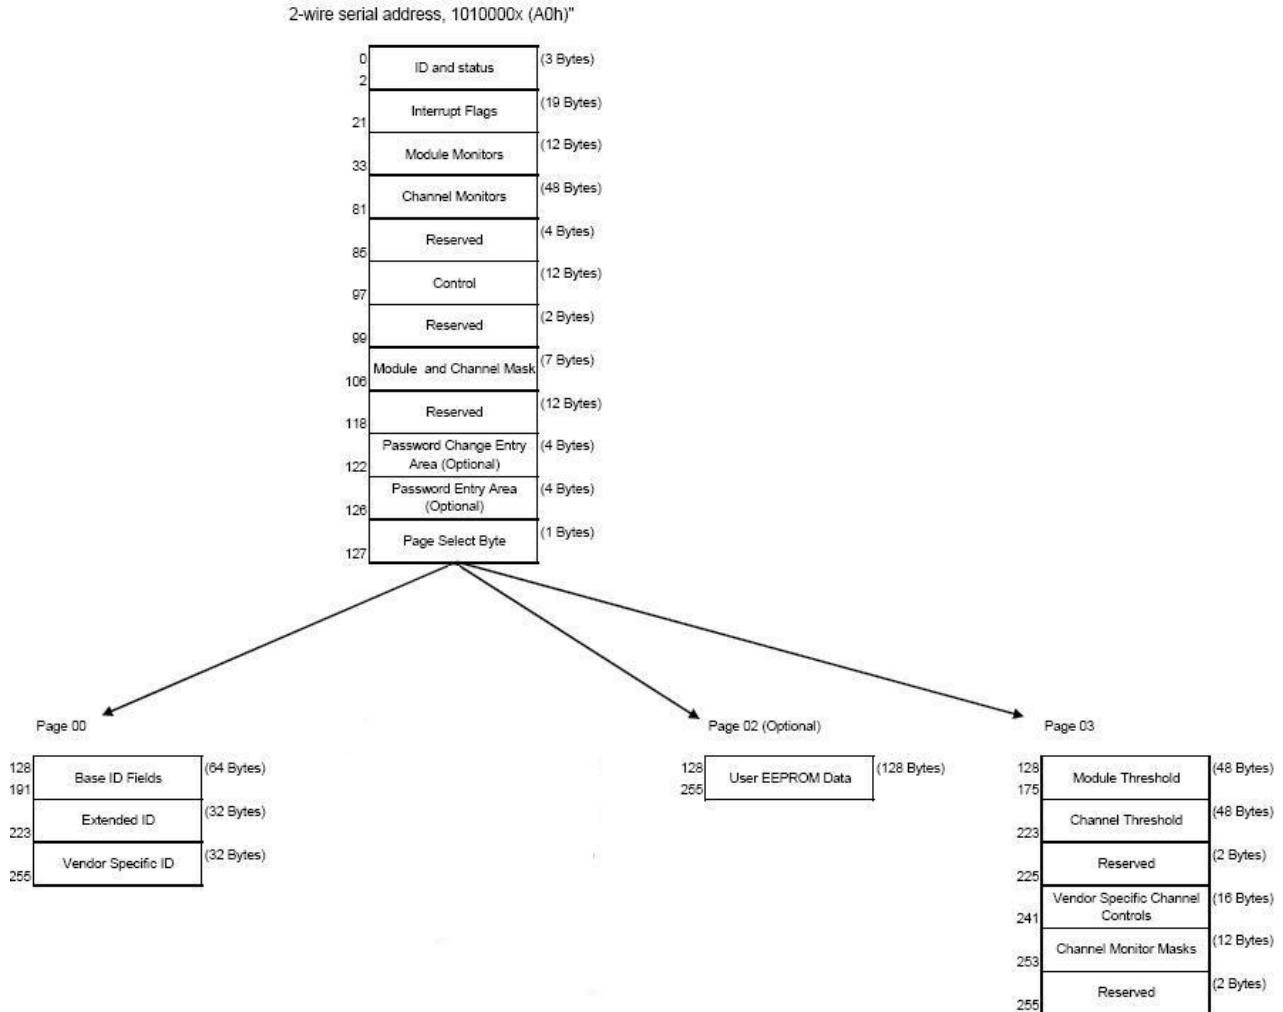 2-wire serial address, 1010000x (A0h)"
0
2
ID and status
(3 Bytes)
21
Interrupt Flags
(19 Bytes)
33
Module Monitors
(12 Bytes)
81
Channel Monitors
(48 Bytes)
85
Reserved
(4 Bytes)
97
Control
(12 Bytes)
99
Reserved
(2 Bytes)
106
Module and Channel Mask
(7 Bytes)
118
Reserved
(12 Bytes)
122
Password Change Entry
Area (Optional)
(4 Bytes)
126
Password Entry Area
(Optional)
(4 Bytes)
127
Page Select Byte
(1 Bytes)
Page 00
128
191
Base ID Fields
(64 Bytes)
223
Extended ID
(32 Bytes)
255
Vendor Specific ID
(32 Bytes)
Page 02 (Optional)
128
255
User EEPROM Data
(128 Bytes)
Page 03
128
175
Module Threshold
(48 Bytes)
223
Channel Threshold
(48 Bytes)
225
Reserved
(2 Bytes)
241
Vendor Specific Channel
Controls
(16 Bytes)
253
Channel Monitor Masks
(12 Bytes)
255
Reserved
(2 Bytes)